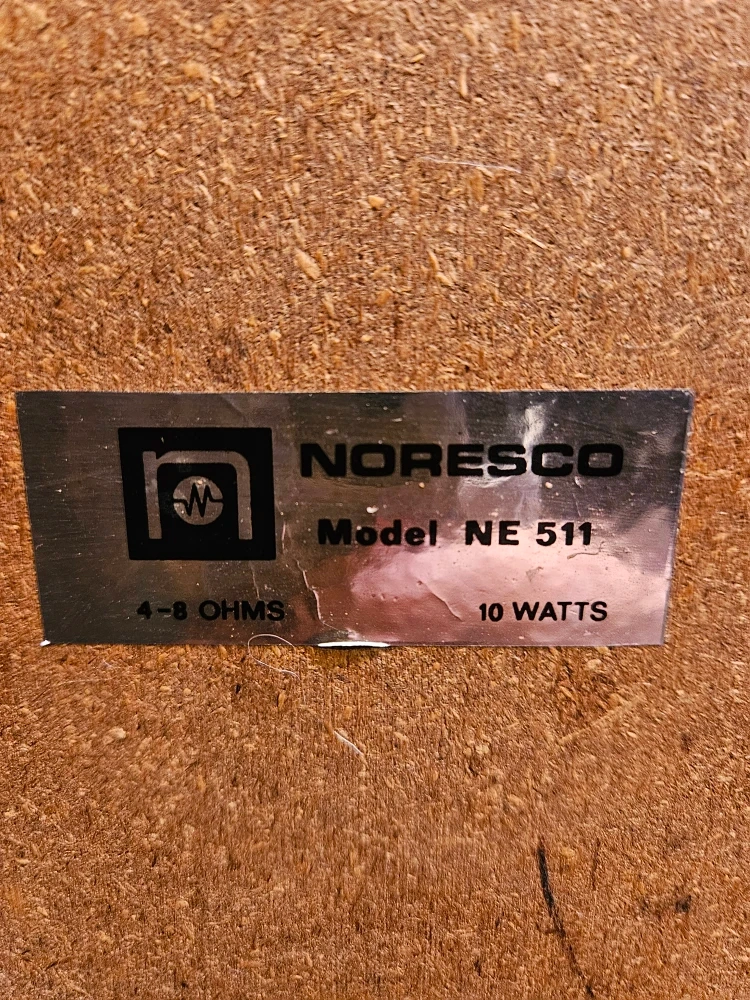 NORESCO
Model NE 511
4-8 OHMS 10 WATTS